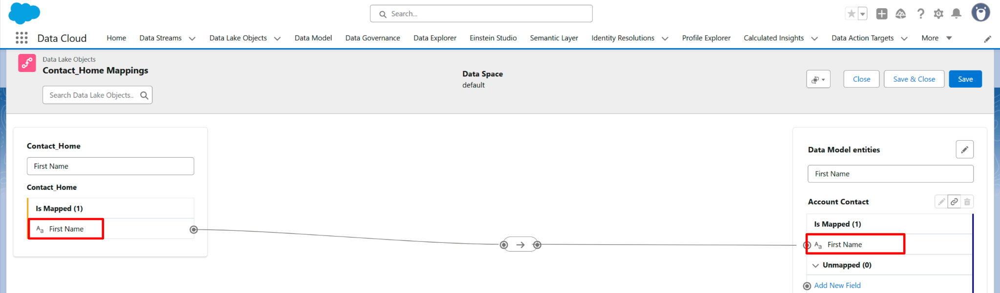 Search...
Data Cloud
Home
Data Streams
Data Lake Objects
Data Model
Data Governance
Data Explorer
Einstein Studio
Semantic Layer
Identity Resolutions
Profile Explorer
Calculated Insights
Data Action Targets
More
Data Lake Objects
Contact_Home Mappings
Search Data Lake Objects..
Data Space
default
Close
Save & Close
Save
Contact_Home
First Name
Contact_Home
Is Mapped (1)
Aa First Name
Data Model entities
First Name
Account Contact
Is Mapped (1)
Aa First Name
Unmapped (0)
Add New Field